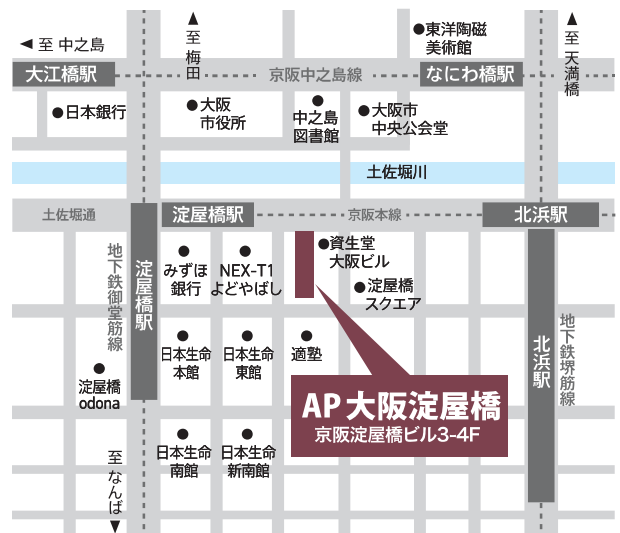 東洋陶磁
美術館
至 中之島
至 梅田
至 天満橋
大江橋駅
京阪中之島線
なにわ橋駅
日本銀行
大阪
市役所
中之島
図書館
大阪市
中央公会堂
土佐堀川
土佐堀通
淀屋橋駅
京阪本線
北浜駅
地下鉄御堂筋線
淀屋橋駅
みずほ
銀行
NEX-T1
よどやばし
資生堂
大阪ビル
淀屋橋
スクエア
日本生命
本館
日本生命
東館
適塾
北浜駅
地下鉄堺筋線
淀屋橋
odona
AP 大阪淀屋橋
京阪淀屋橋ビル3-4F
日本生命
南館
日本生命
新南館
至 なんば